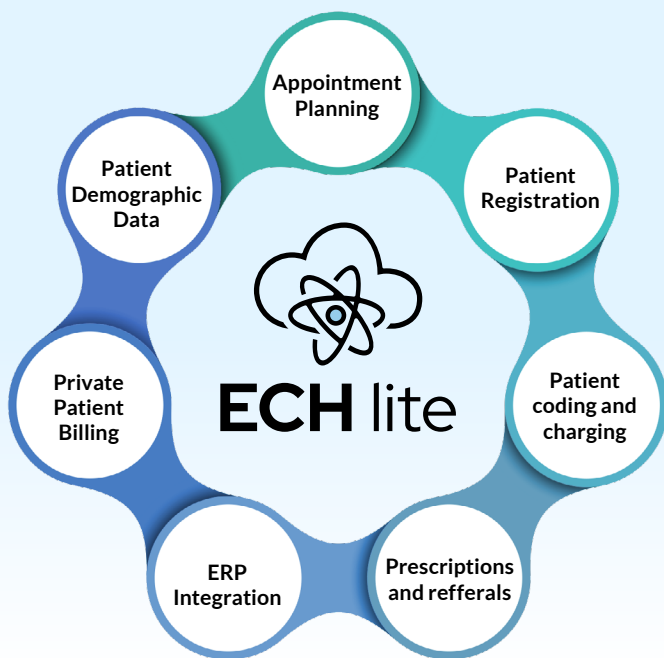 Appointment
Planning
Patient
Registration
Patient
coding and
charging
Prescriptions
and refferals
ERP
Integration
Private
Patient
Billing
Patient
Demographic
Data
ECH lite